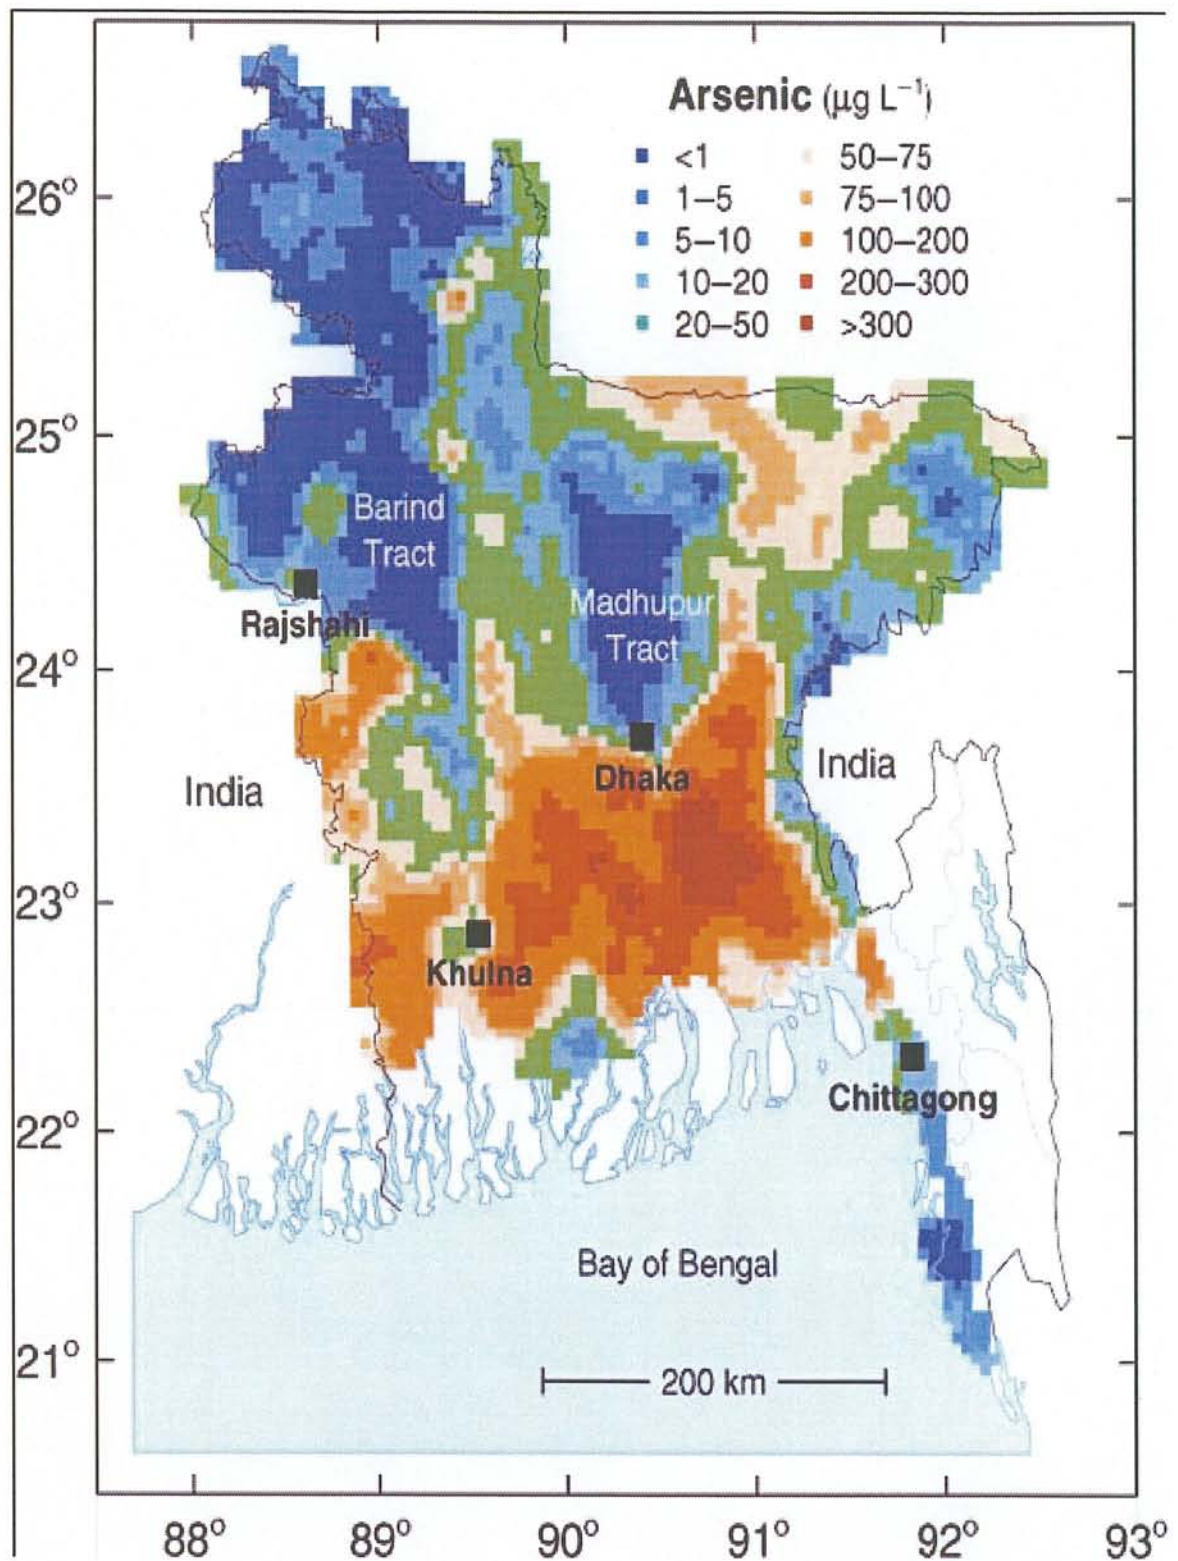 Arsenic (µg L⁻¹)
<1
1–5
5–10
10–20
20–50
50–75
75–100
100–200
200–300
>300
26°
25°
24°
23°
22°
21°
Barind
Tract
Rajshahi
Madhupur
Tract
Dhaka
India
India
Khulna
Chittagong
Bay of Bengal
200 km
88° 89° 90° 91° 92° 93°